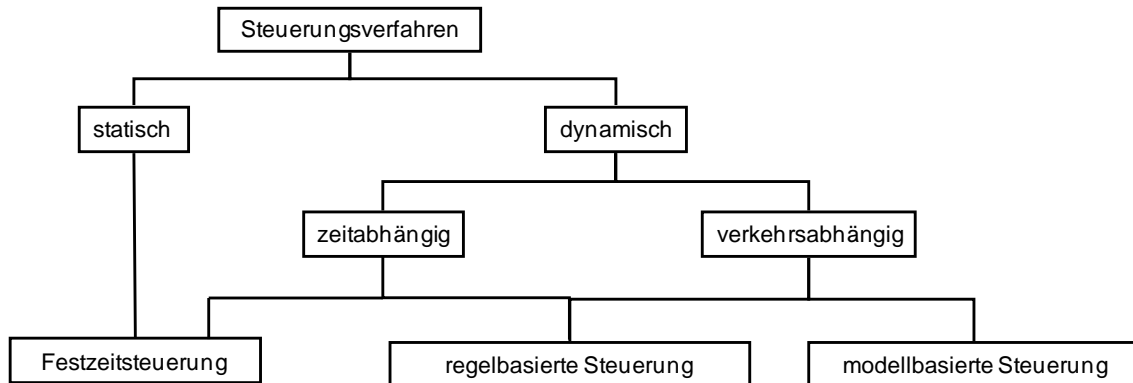 Steuerungsverfahren
statisch
dynamisch
zeitabhängig
verkehrsabhängig
Festzeitsteuerung
regelbasierte Steuerung
modellbasierte Steuerung